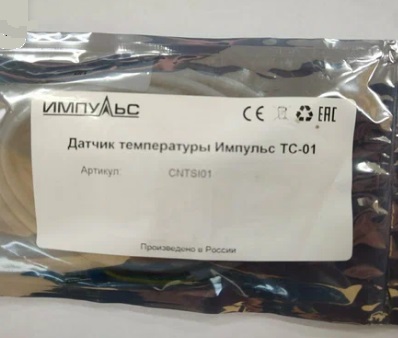 ИМПУЛЬС
CE EAC
Датчик температуры Импульс ТС-01
Артикул: CNTSI01
Произведено в России